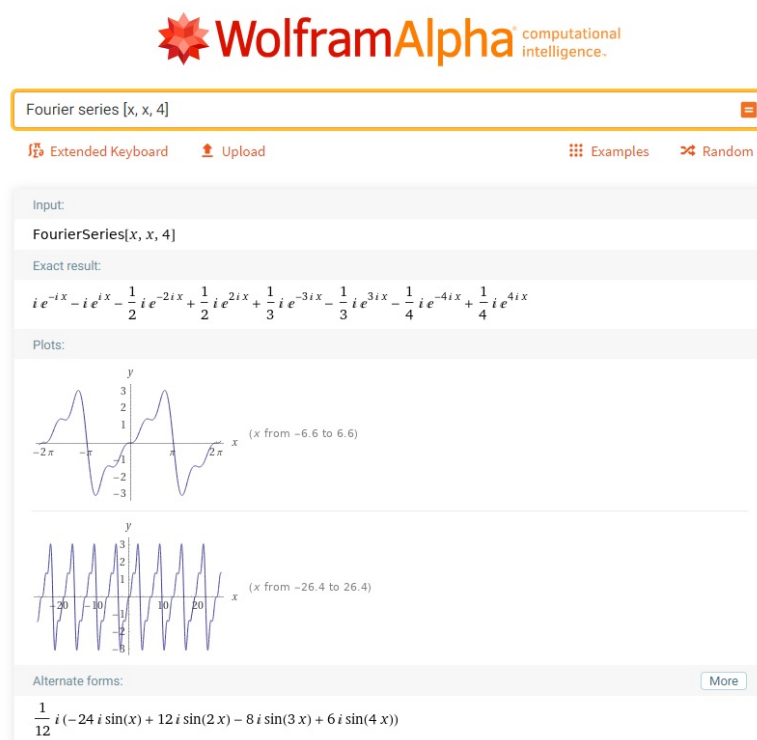 WolframAlpha computational intelligence.
Fourier series [x, x, 4]
=
Extended Keyboard
Upload
Examples
Random
Input:
FourierSeries[x, x, 4]
Exact result:
i e^(-i x) - i e^(i x) - 1/2 i e^(-2 i x) + 1/2 i e^(2 i x) + 1/3 i e^(-3 i x) - 1/3 i e^(3 i x) - 1/4 i e^(-4 i x) + 1/4 i e^(4 i x)
Plots:
y
3
2
1
-2 π -π π 2 π x
-1
-2
-3
(x from -6.6 to 6.6)
y
3
2
1
-20 -10 10 20 x
-1
-2
-3
(x from -26.4 to 26.4)
Alternate forms:
More
1/12 i (-24 i sin(x) + 12 i sin(2 x) - 8 i sin(3 x) + 6 i sin(4 x))